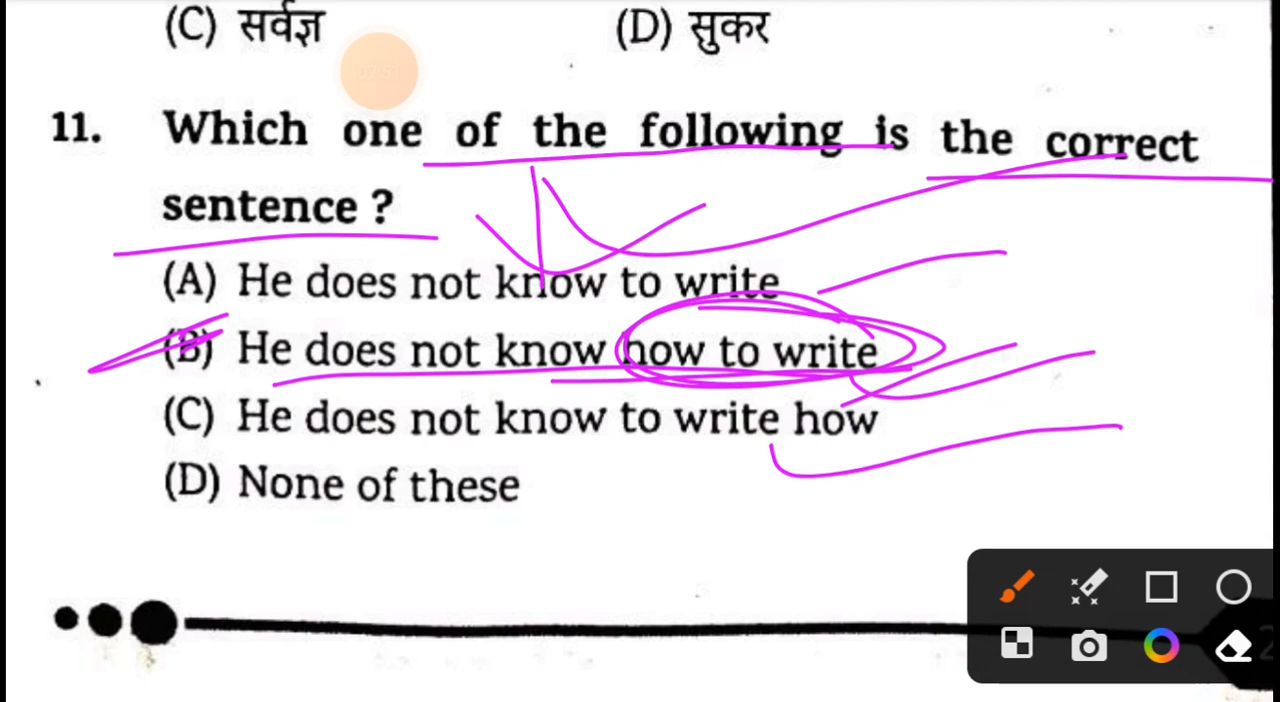 (C) सर्वज्ञ (D) सुकर
11. Which one of the following is the correct
sentence ?
(A) He does not know to write
(B) He does not know how to write
(C) He does not know to write how
(D) None of these